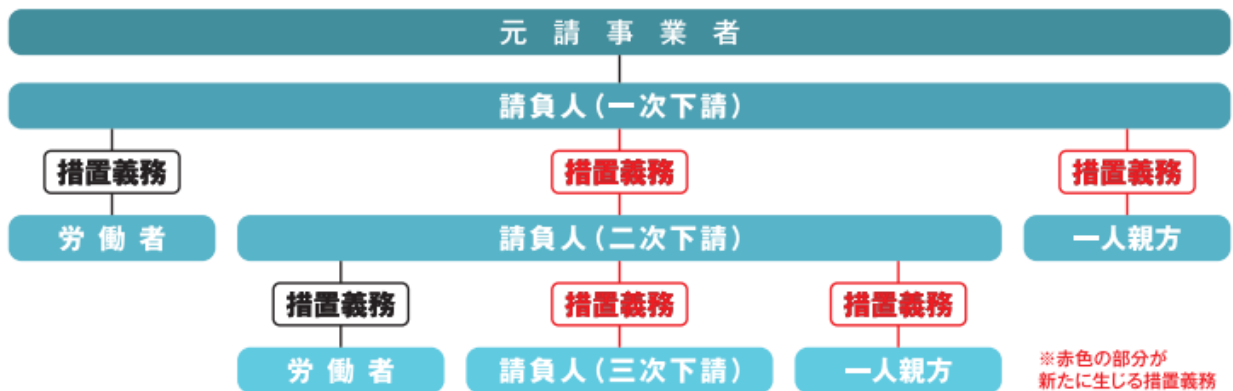 元請事業者
請負人(一次下請)
措置義務 措置義務 措置義務
労働者 請負人(二次下請) 一人親方
措置義務 措置義務 措置義務
労働者 請負人(三次下請) 一人親方
※赤色の部分が
新たに生じる措置義務